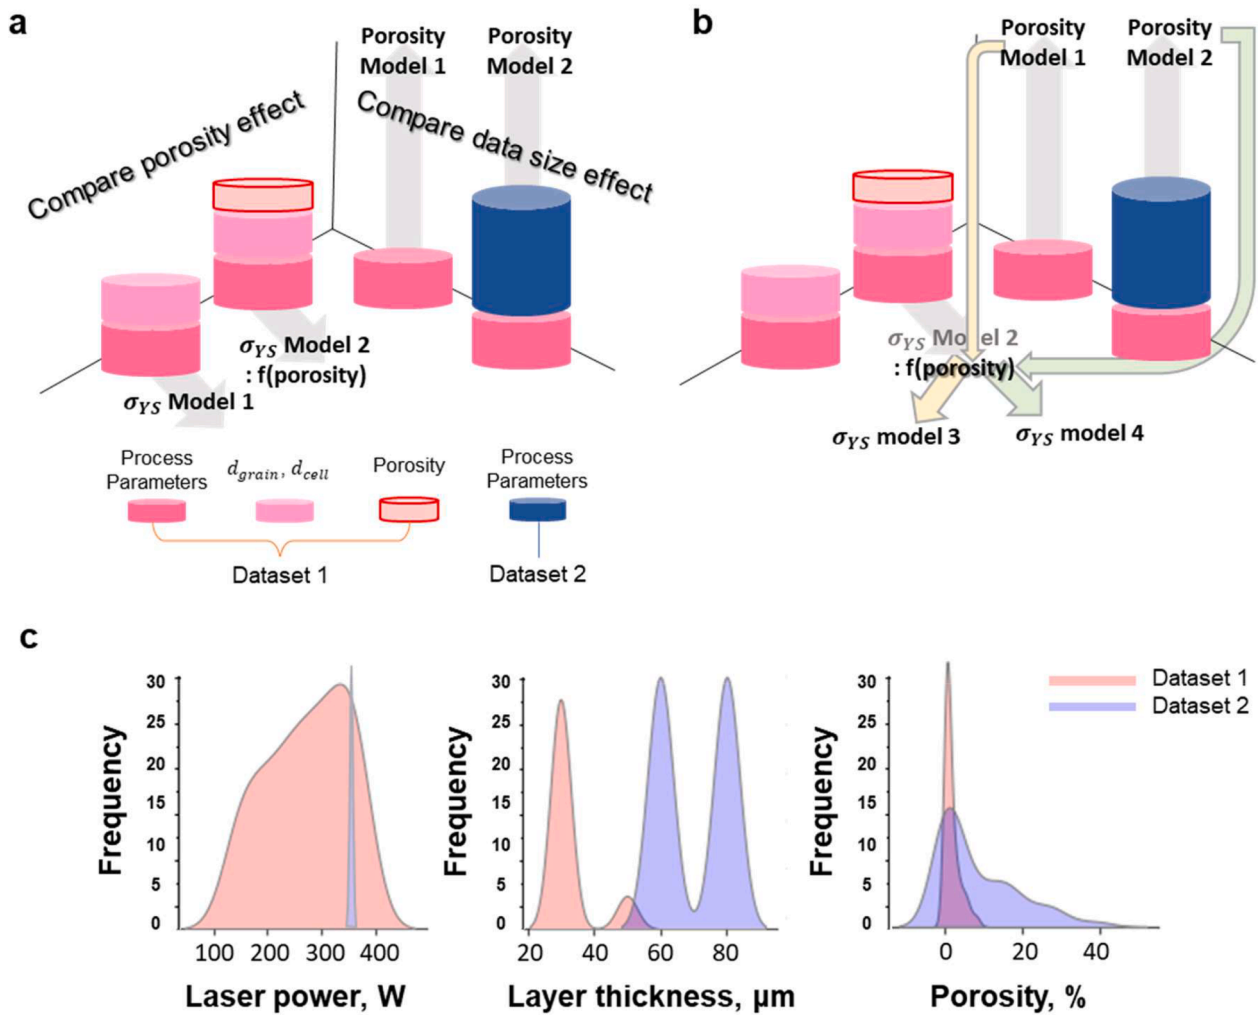 a
Porosity
Model 1
Porosity
Model 2
Compare porosity effect
Compare data size effect
σYS Model 2
: f(porosity)
σYS Model 1
Process
Parameters
dgrain, dcell
Porosity
Process
Parameters
Dataset 1
Dataset 2
b
Porosity
Model 1
Porosity
Model 2
σYS Model 2
: f(porosity)
σYS model 3
σYS model 4
c
Frequency
30
25
20
15
10
5
0
100 200 300 400
Laser power, W
Frequency
30
25
20
15
10
5
0
20 40 60 80
Layer thickness, μm
Frequency
30
25
20
15
10
5
0
0 20 40
Porosity, %
Dataset 1
Dataset 2